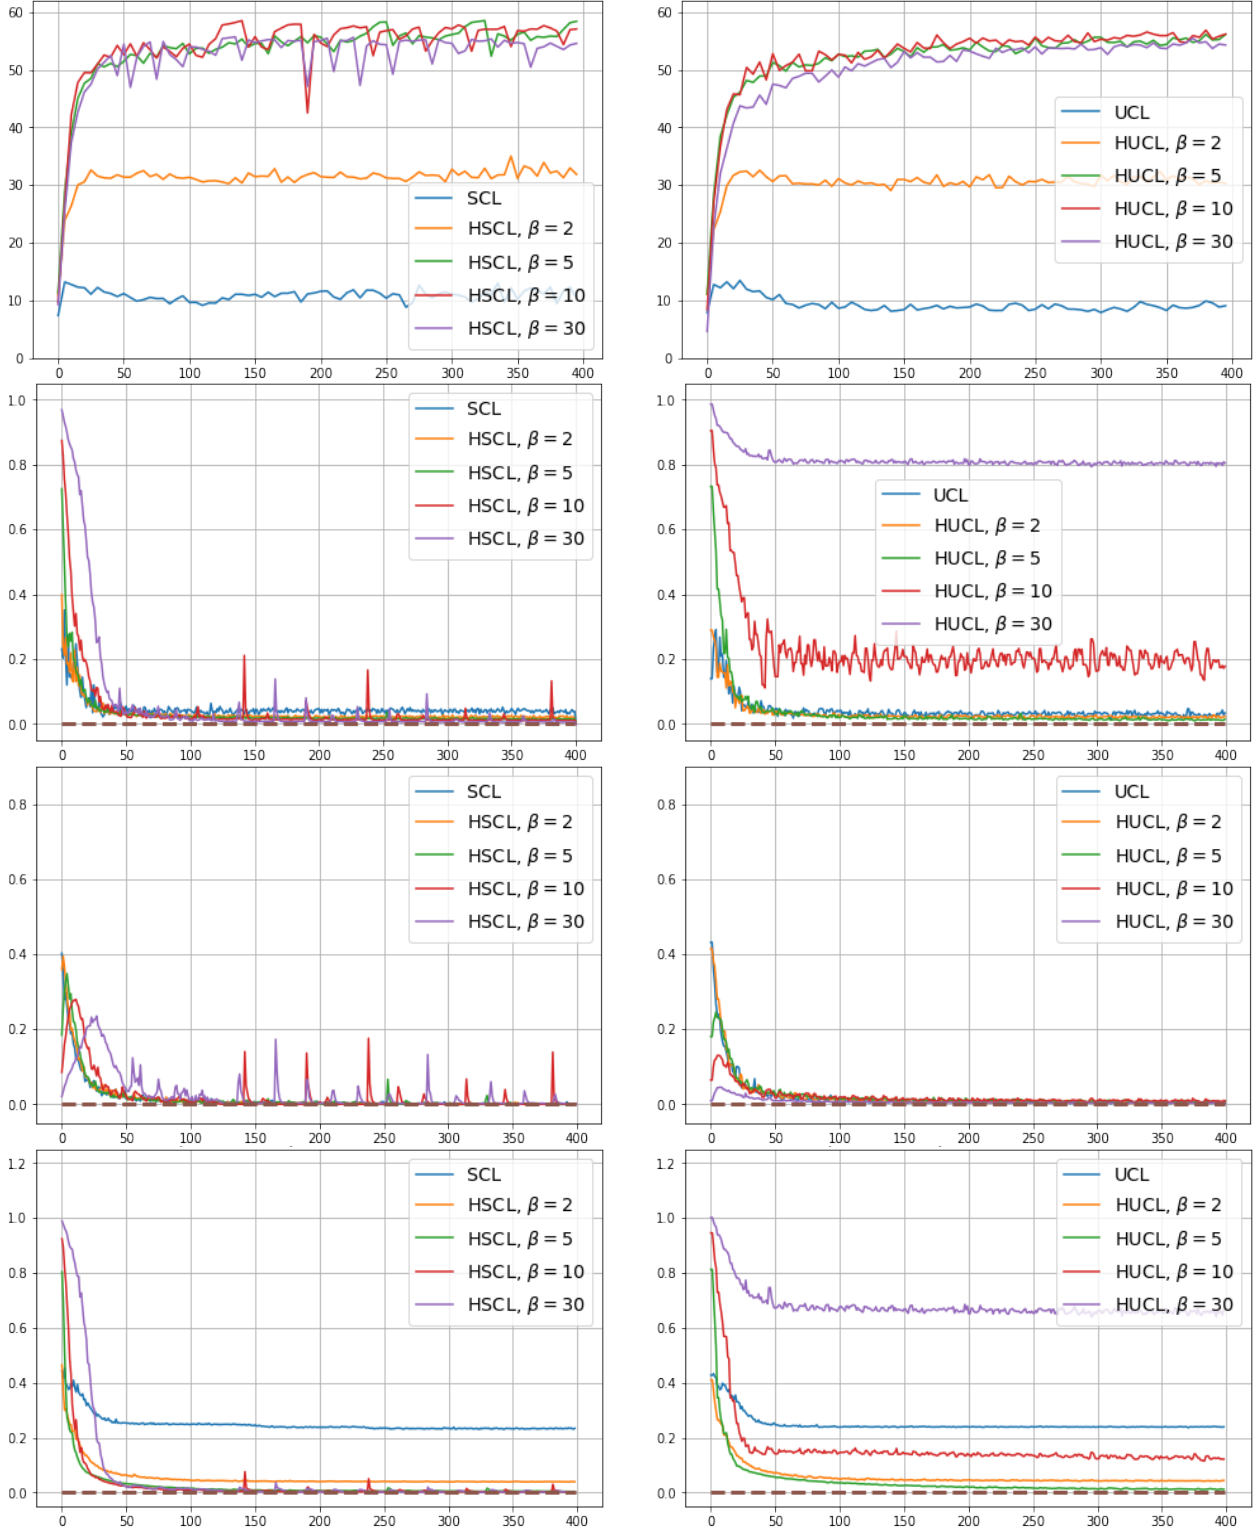 60
50
40
30
20
10
0
0 50 100 150 200 250 300 350 400
SCL
HSCL, β = 2
HSCL, β = 5
HSCL, β = 10
HSCL, β = 30
60
50
40
30
20
10
0
0 50 100 150 200 250 300 350 400
UCL
HUCL, β = 2
HUCL, β = 5
HUCL, β = 10
HUCL, β = 30
1.0
0.8
0.6
0.4
0.2
0.0
0 50 100 150 200 250 300 350 400
SCL
HSCL, β = 2
HSCL, β = 5
HSCL, β = 10
HSCL, β = 30
1.0
0.8
0.6
0.4
0.2
0.0
0 50 100 150 200 250 300 350 400
UCL
HUCL, β = 2
HUCL, β = 5
HUCL, β = 10
HUCL, β = 30
0.8
0.6
0.4
0.2
0.0
0 50 100 150 200 250 300 350 400
SCL
HSCL, β = 2
HSCL, β = 5
HSCL, β = 10
HSCL, β = 30
0.8
0.6
0.4
0.2
0.0
0 50 100 150 200 250 300 350 400
UCL
HUCL, β = 2
HUCL, β = 5
HUCL, β = 10
HUCL, β = 30
1.2
1.0
0.8
0.6
0.4
0.2
0.0
0 50 100 150 200 250 300 350 400
SCL
HSCL, β = 2
HSCL, β = 5
HSCL, β = 10
HSCL, β = 30
1.2
1.0
0.8
0.6
0.4
0.2
0.0
0 50 100 150 200 250 300 350 400
UCL
HUCL, β = 2
HUCL, β = 5
HUCL, β = 10
HUCL, β = 30